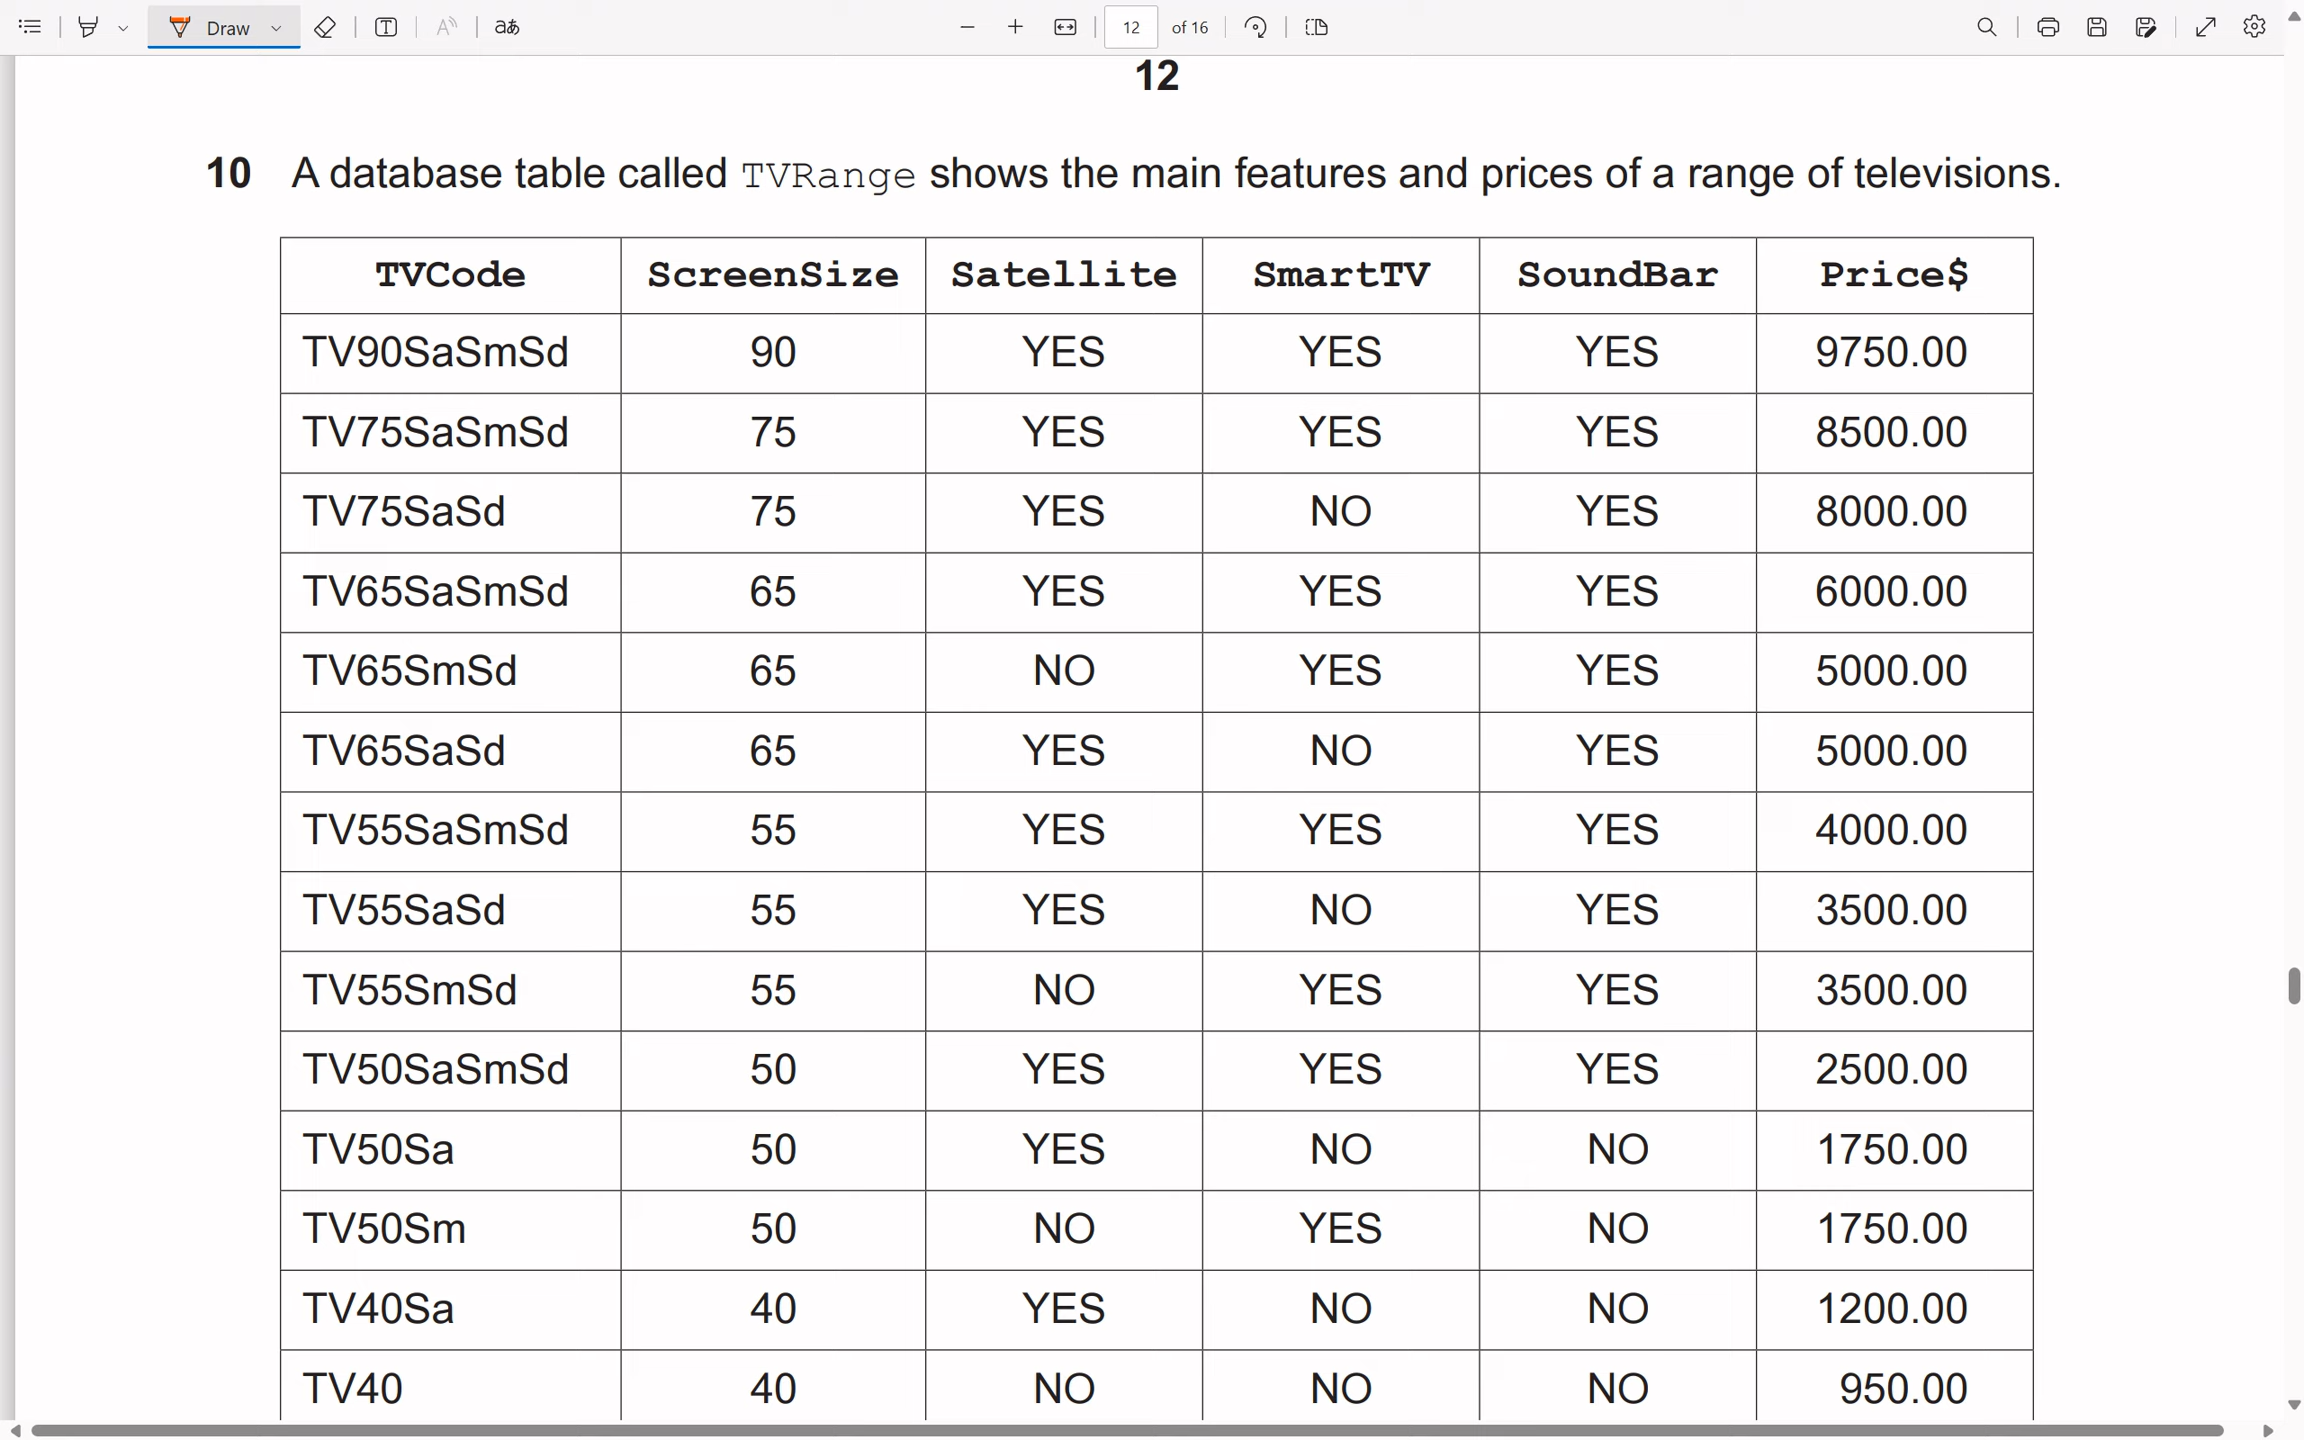 Draw
aあ
12
of 16
12
10 A database table called TVRange shows the main features and prices of a range of televisions.
TVCode ScreenSize Satellite SmartTV SoundBar Price$
TV90SaSmSd 90 YES YES YES 9750.00
TV75SaSmSd 75 YES YES YES 8500.00
TV75SaSd 75 YES NO YES 8000.00
TV65SaSmSd 65 YES YES YES 6000.00
TV65SmSd 65 NO YES YES 5000.00
TV65SaSd 65 YES NO YES 5000.00
TV55SaSmSd 55 YES YES YES 4000.00
TV55SaSd 55 YES NO YES 3500.00
TV55SmSd 55 NO YES YES 3500.00
TV50SaSmSd 50 YES YES YES 2500.00
TV50Sa 50 YES NO NO 1750.00
TV50Sm 50 NO YES NO 1750.00
TV40Sa 40 YES NO NO 1200.00
TV40 40 NO NO NO 950.00